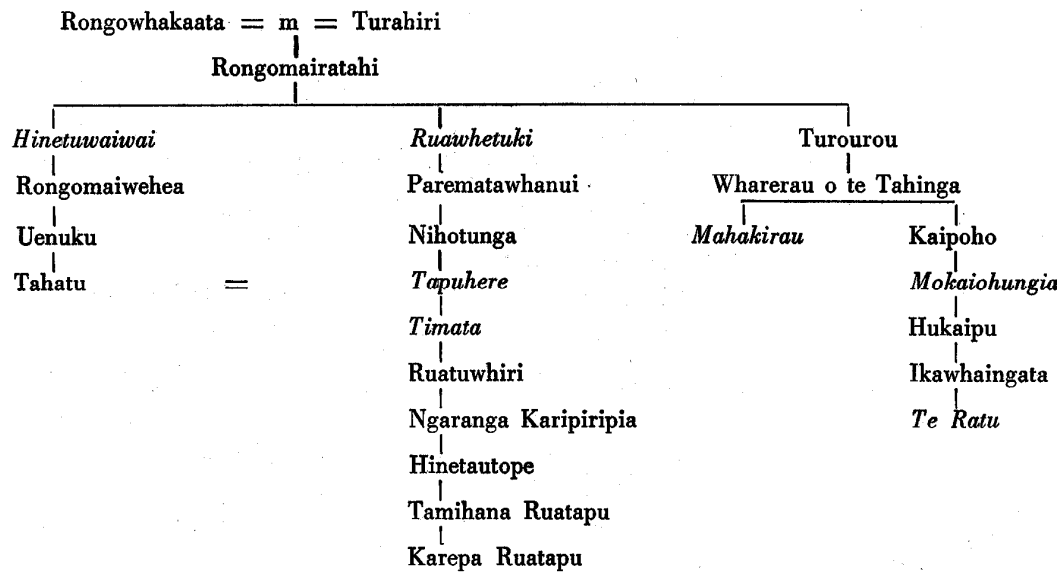 Rongowhakaata = m = Turahiri
Rongomairatahi
Hinetuwaiwai Ruawhetuki Turourou
Rongomaiwehea Parematawhanui Wharerau o te Tahinga
Uenuku Nihotunga Mahakirau Kaipoho
Tahatu = Tapuhere Mokaiohungia
Timata Hukaipu
Ruatuwhiri Ikawhaingata
Ngaranga Karipiripia Te Ratu
Hinetautope
Tamihana Ruatapu
Karepa Ruatapu